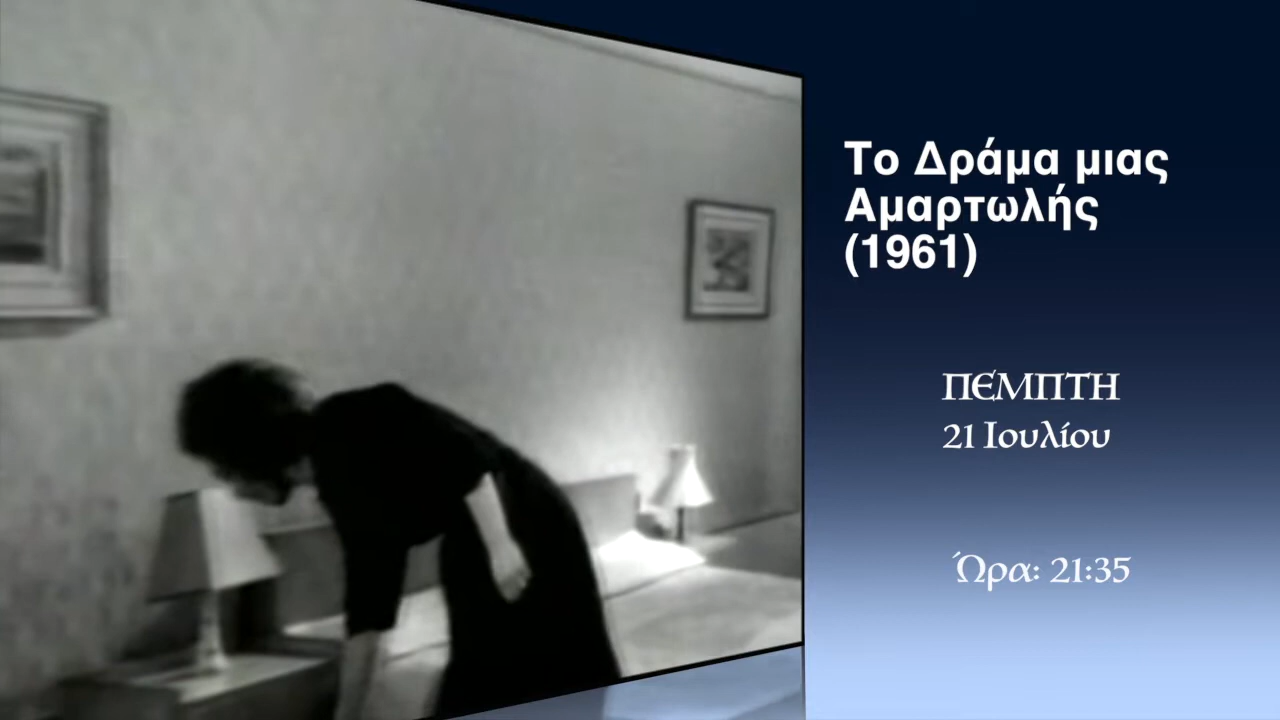 Το Δράμα μιας
Αμαρτωλής
(1961)
ΠΕΜΠΤΗ
21 Ιουλίου
Ώρα: 21:35